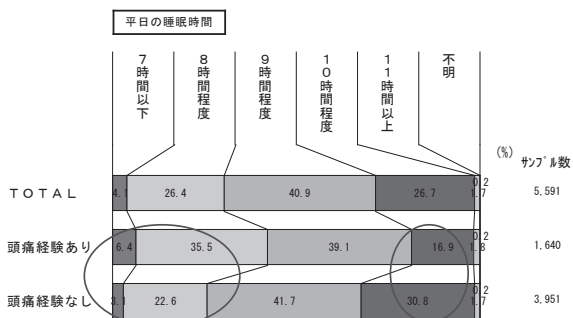 平日の睡眠時間
7時間以下
8時間程度
9時間程度
10時間程度
11時間以上
不明
(%)
サンプル数
TOTAL
4.1
26.4
40.9
26.7
0.2
1.7
5,591
頭痛経験あり
6.4
35.5
39.1
16.9
0.2
1.8
1,640
頭痛経験なし
3.1
22.6
41.7
30.8
0.2
1.7
3,951